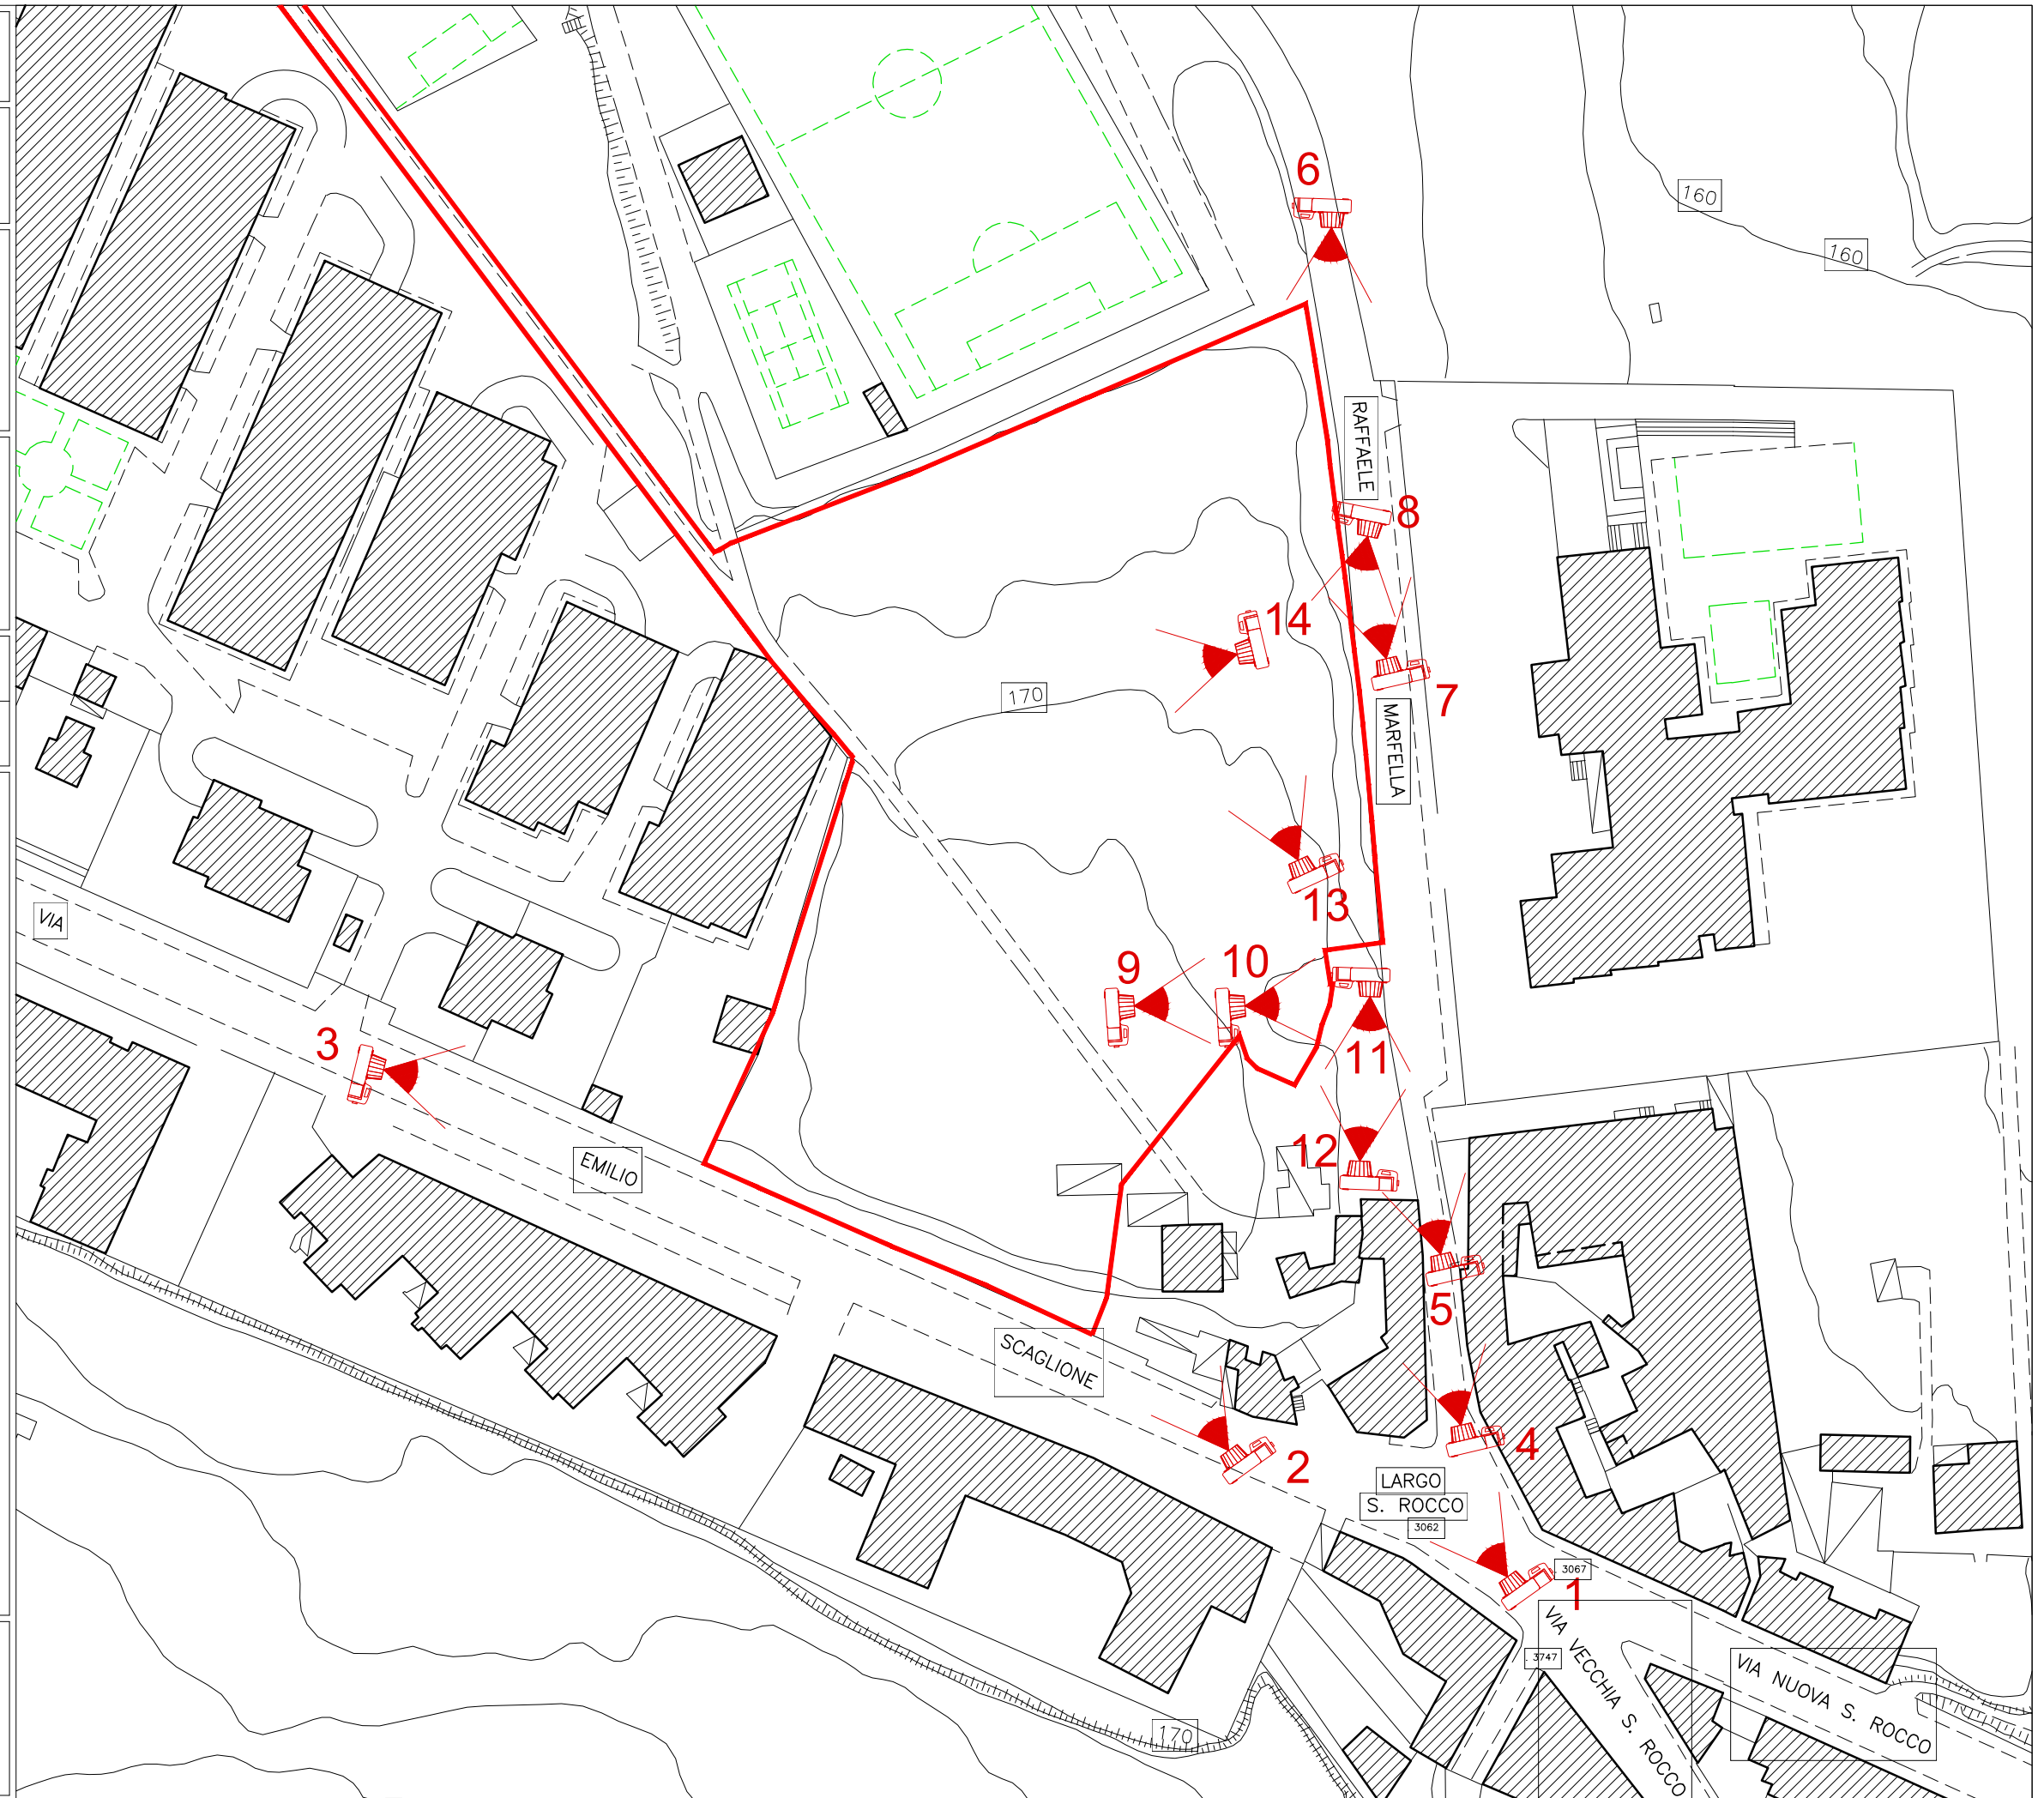 6
160
160
RAFFAELE
8
14
7
170
MARFELLA
13
VIA
9
10
3
11
12
EMILIO
5
SCAGLIONE
4
2
LARGO
S. ROCCO
3062
3067
1
3747
VIA VECCHIA S. ROCCO
VIA NUOVA S. ROCCO
170